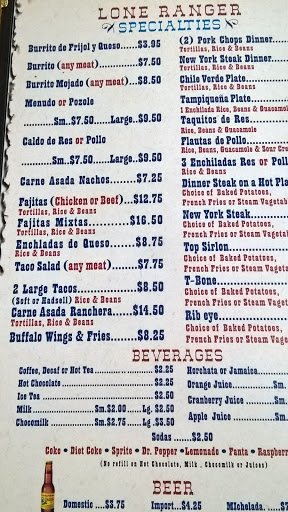 LONE RANGER
SPECIALTIES
Burrito de Frijol y Queso......$3.95
Burrito (any meat)................$7.50
Burrito Mojado (any meat)...$8.50
Menudo or Pozole
......Sm..$7.50......Large..$9.50
Caldo de Res or Pollo
......Sm..$7.50......Large..$9.50
Carne Asada Nachos........$7.25
Fajitas (Chicken or Beef)...$12.75
Tortillas, Rice & Beans
Fajitas Mixtas.................$16.50
Tortillas, Rice & Beans
Enchladas de Queso.......$8.75
Rice & Beans
Taco Salad (any meat).......$7.75
2 Large Tacos...............$8.50
(Soft or Hadsell) Rice & Beans
Carne Asada Ranchera....$14.50
Tortillas, Rice & Beans
Buffalo Wings & Fries.......$8.25
(2) Pork Chops Dinner....
Tortillas, Rice & Beans
New York Steak Dinner...
Tortillas, Rice & Beans
Chile Verde Plate............
Tortillas, Rice & Beans
Tampiqueña Plate...........
1 Enchilada Rice, Beans & Guacamole
Taquitos de Res..............
Rice, Beans & Guacamole
Flautas de Pollo..............
Rice, Beans, Guacamole & Sour
3 Enchiladas Res or
Rice & Beans
Dinner Steak on a Hot
Choice of Baked Potatoes,
French Fries or Steam
New York Steak..............
Choice of Baked Potatoes,
French Fries or Steam
Top Sirlon......................
Choice of Baked Potatoes,
French Fries or Steam
T-Bone..........................
Choice of Baked Potatoes,
French Fries or Steam
Rib eye.........................
Choice of Baked Potatoes,
French Fries or Steam
BEVERAGES
Coffee, Decaf or Hot Tea.....................$2.25
Hot Chocolate.................................$2.25
Ice Tea..........................................$2.50
Milk.....................Sm.$2.00......Lg. $2.50
Chocomilk...............Sm.$2.75......Lg .$3.50
Horchata or Jamaica.......
Orange Juice.........Sm.
Cranberry Juice......Sm.
Apple Juice............Sm.
Sodas .......$2.50
Coke • Diet Coke • Sprite • Dr. Pepper • Lemonade • Fanta •
(No refill on Hot Chocolate, Milk , Chocomilk or Juices)
BEER
Domestic ....$3.75
Import...$4.25
Michelada.....$7